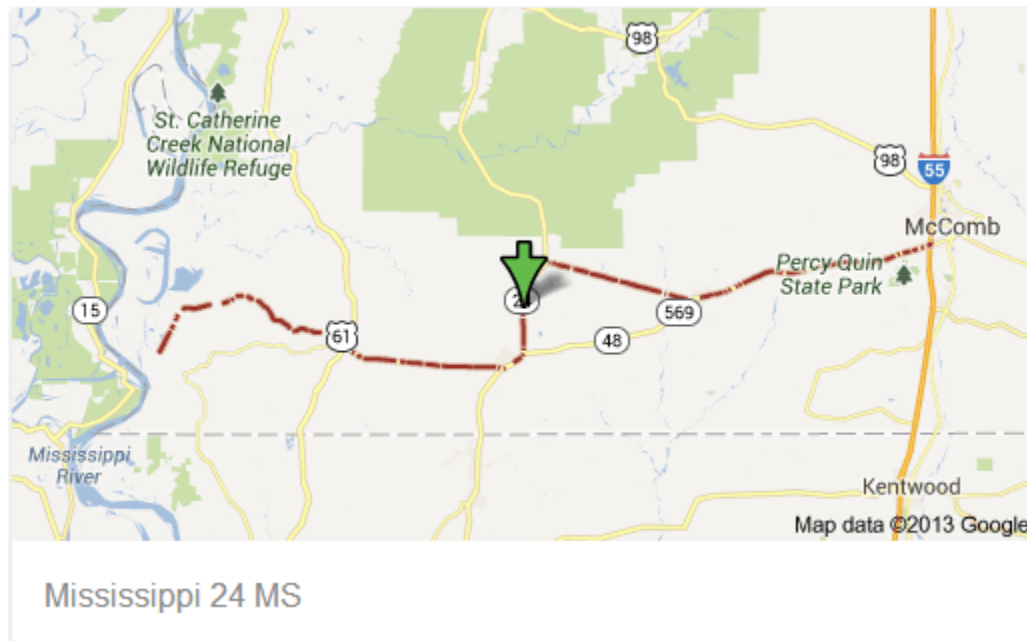 98
St. Catherine
Creek National
Wildlife Refuge
98
55
McComb
Percy Quin
State Park
15
569
61
48
Mississippi
River
Kentwood
Map data ©2013 Google
Mississippi 24 MS